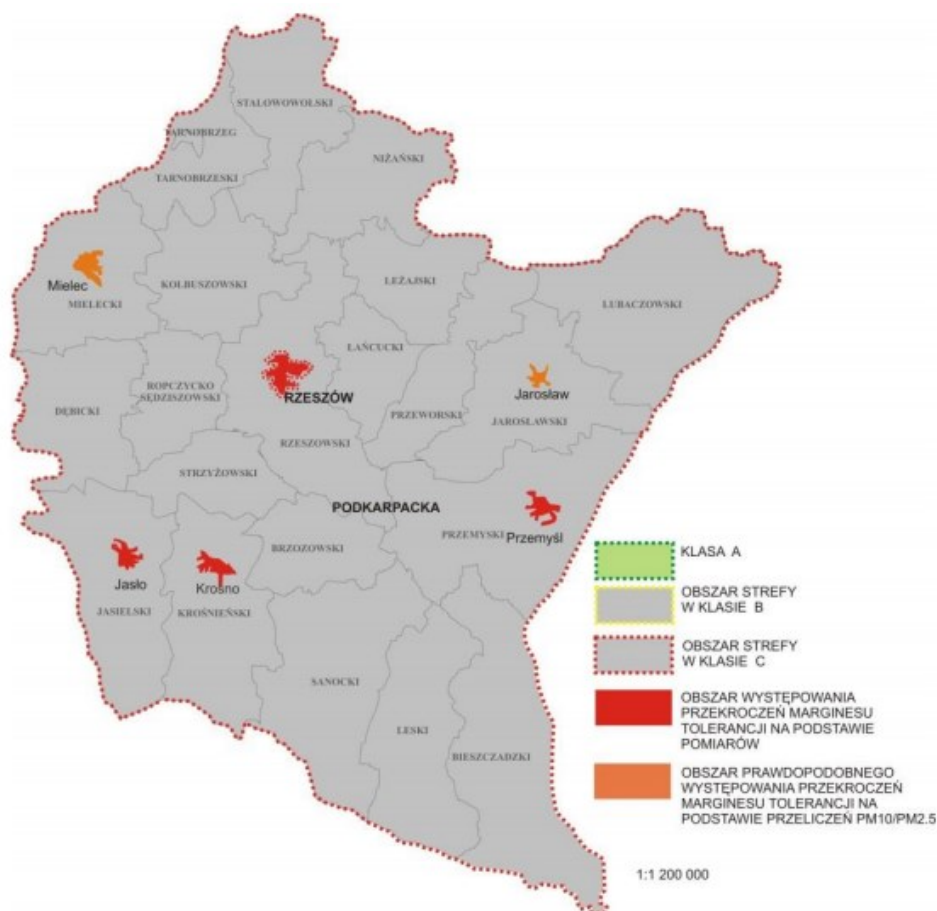 STALOWOWOLSKI
TARNOBRZEG
NIŻAŃSKI
TARNOBRZESKI
Mielec
MIELECKI
KOLBUSZOWSKI
LEŻAJSKI
LUBACZOWSKI
ŁAŃCUCKI
RZESZÓW
ROPCZYCKO
SĘDZISZOWSKI
DĘBICKI
Jarosław
PRZEWORSKI
JAROSŁAWSKI
RZESZOWSKI
STRZYŻOWSKI
PODKARPACKA
PRZEMYSKI
Przemyśl
BRZOZOWSKI
Jasło
Krosno
JASIELSKI
KROŚNIEŃSKI
SANOCKI
LESKI
BIESZCZADZKI
KLASA A
OBSZAR STREFY
W KLASIE B
OBSZAR STREFY
W KLASIE C
OBSZAR WYSTĘPOWANIA
PRZEKROCZEŃ MARGINESU
TOLERANCJI NA PODSTAWIE
POMIARÓW
OBSZAR PRAWDOPODOBNEGO
WYSTĘPOWANIA PRZEKROCZEŃ
MARGINESU TOLERANCJI NA
PODSTAWIE PRZELICZEŃ PM10/PM2.5
1:1 200 000